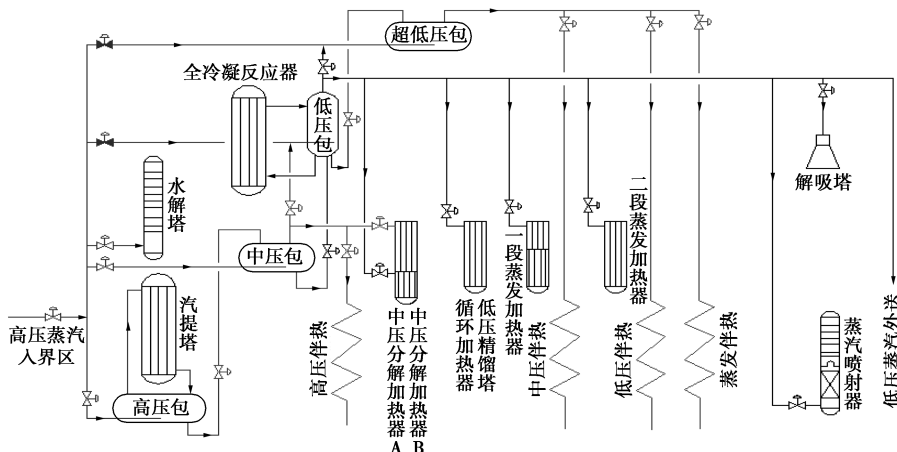 超低压包
全冷凝反应器
低压包
水解塔
中压包
汽提塔
高压蒸汽
入界区
高压包
高压伴热
中压分解加热器A
中压分解加热器B
循环加热器
低压精馏塔
一段蒸发
加热器
中压伴热
二段蒸发加热器
低压伴热
蒸发伴热
解吸塔
蒸汽喷射器
低压蒸汽外送